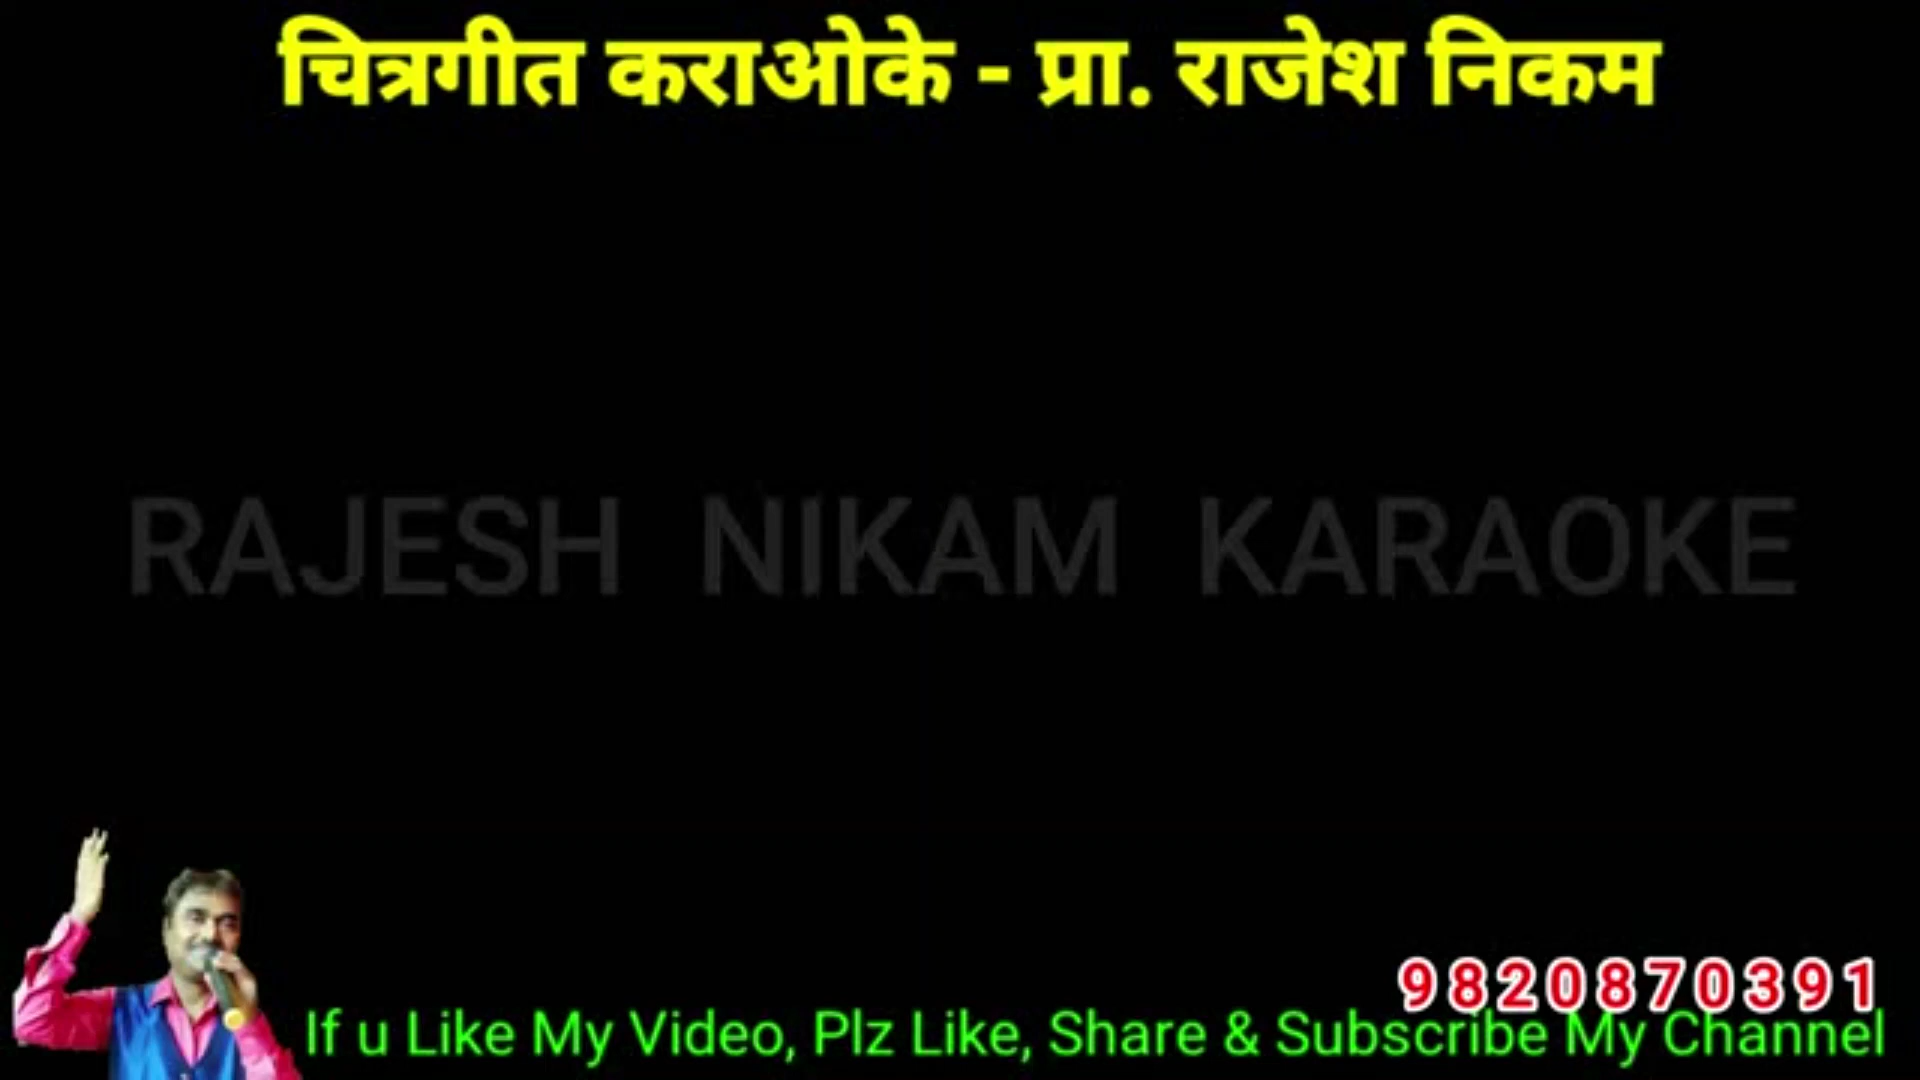 चित्रगीत कराओके - प्रा. राजेश निकम
RAJESH NIKAM KARAOKE
9820870391
If u Like My Video, Plz Like, Share & Subscribe My Channel